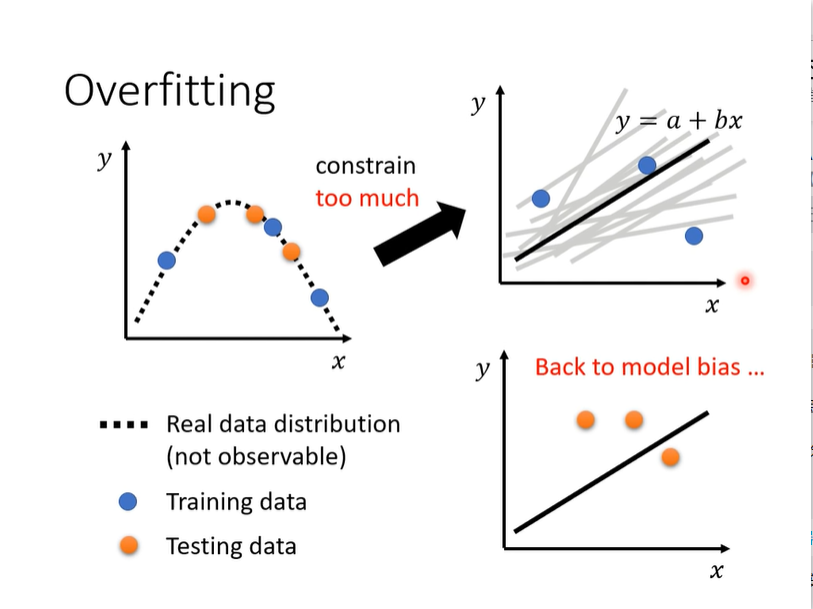 Overfitting
y
x
constrain
too much
y
y = a + bx
x
Real data distribution
(not observable)
Training data
Testing data
y
Back to model bias ...
x